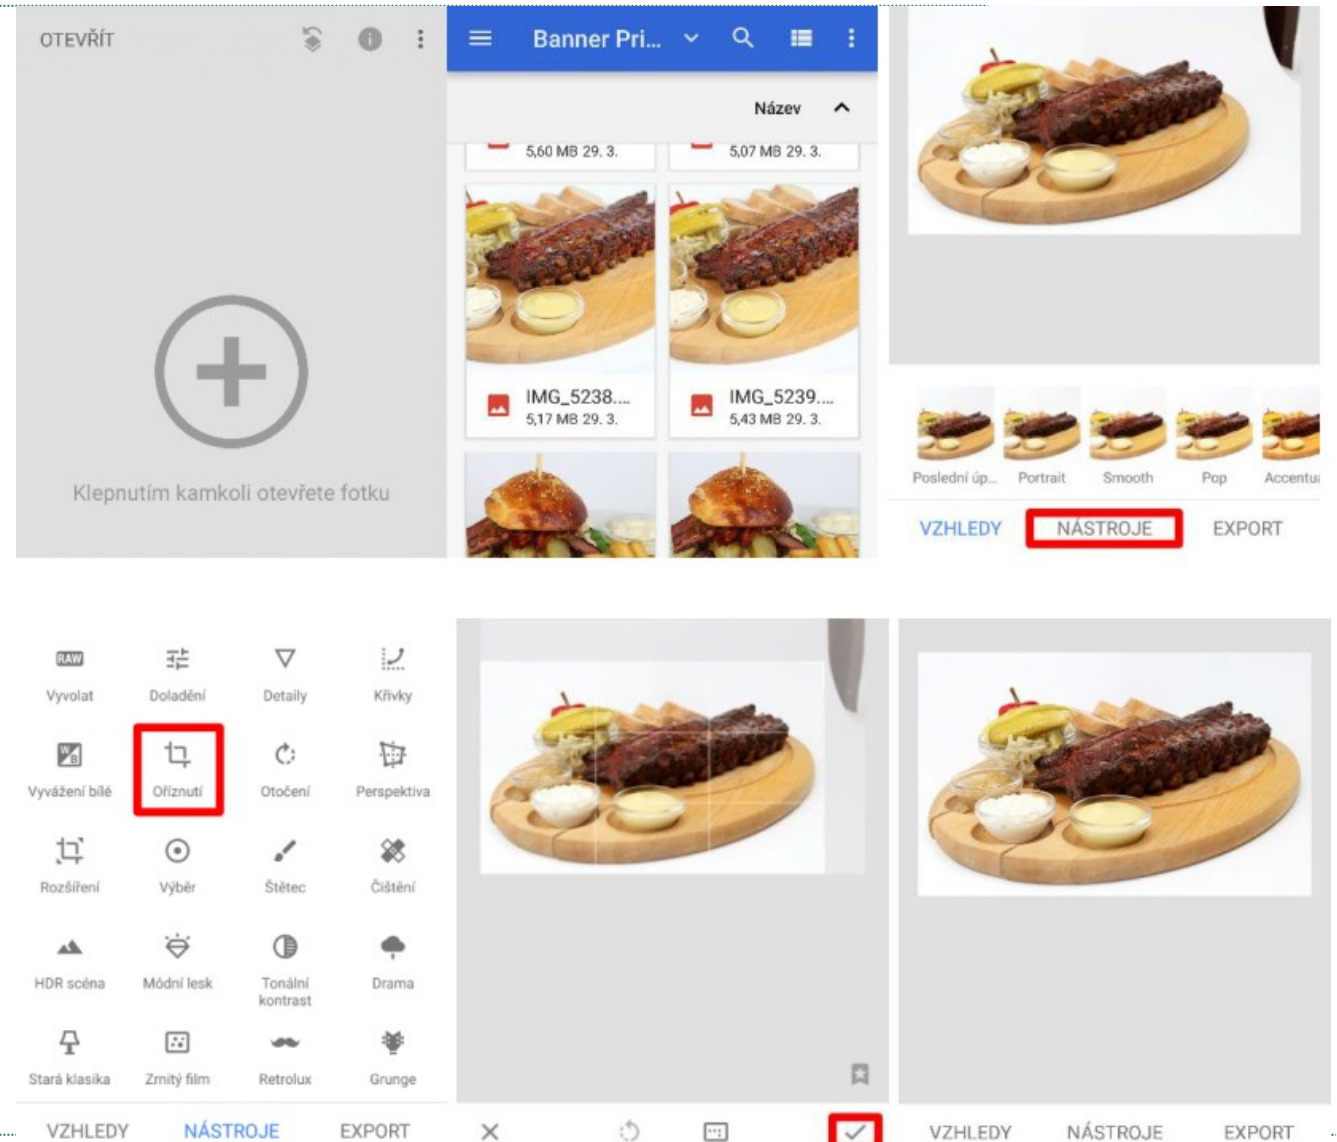 OTEVŘÍT
Klepnutím kamkoli otevřete fotku
Banner Pri...
Název
5,60 MB 29. 3.
5,07 MB 29. 3.
IMG_5238....
5,17 MB 29. 3.
IMG_5239....
5,43 MB 29. 3.
Poslední úp... Portrait Smooth Pop Accentua
VZHLEDY NÁSTROJE EXPORT
RAW
Vyvolat Doladění Detaily Křivky
W B
Vyvážení bílé Oříznutí Otočení Perspektiva
Rozšíření Výběr Štětec Čištění
HDR scéna Módní lesk Tonální kontrast Drama
Stará klasika Zrnitý film Retrolux Grunge
VZHLEDY NÁSTROJE EXPORT
VZHLEDY NÁSTROJE EXPORT